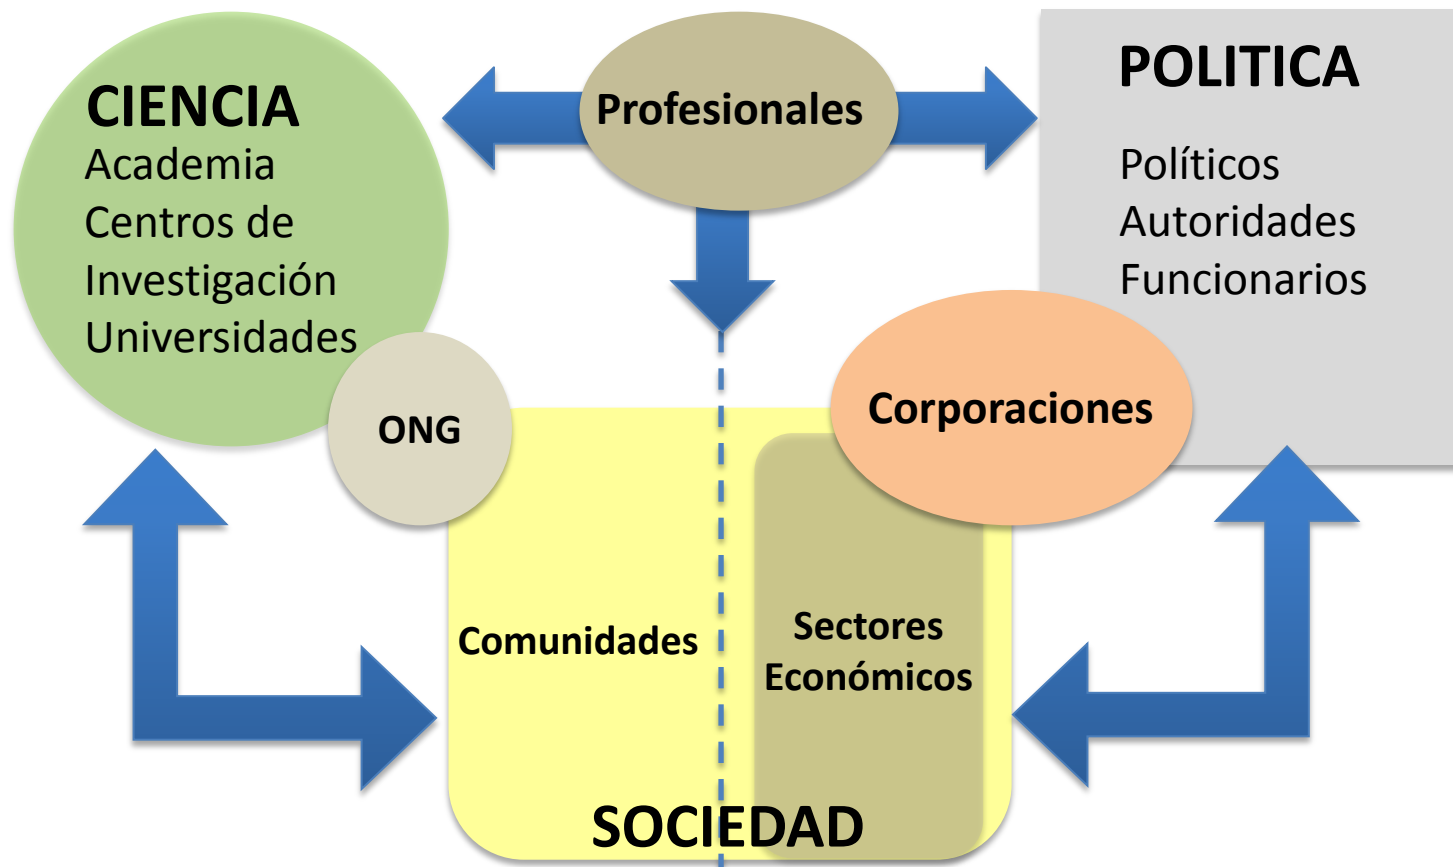 CIENCIA
Academia
Centros de
Investigación
Universidades
Profesionales
POLITICA
Políticos
Autoridades
Funcionarios
ONG
Corporaciones
Comunidades
Sectores
Económicos
SOCIEDAD